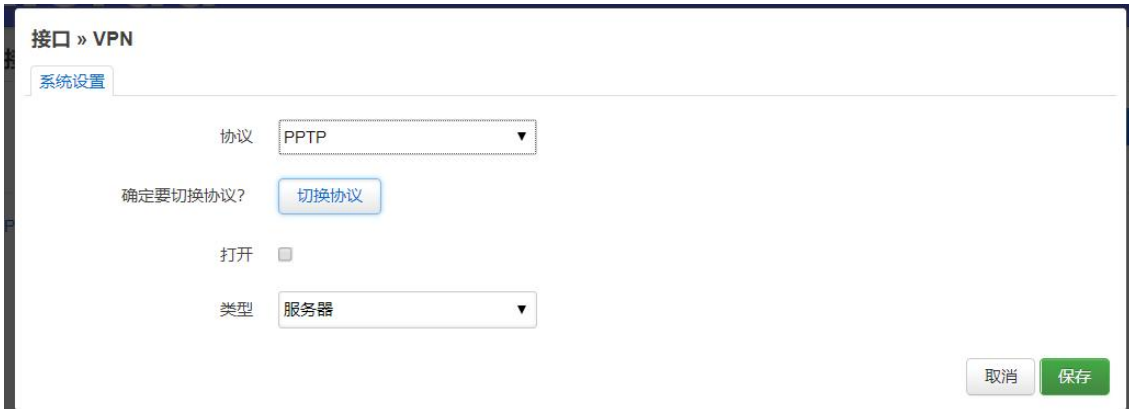 接口 » VPN
系统设置
协议 PPTP
确定要切换协议? 切换协议
打开
类型 服务器
取消 保存